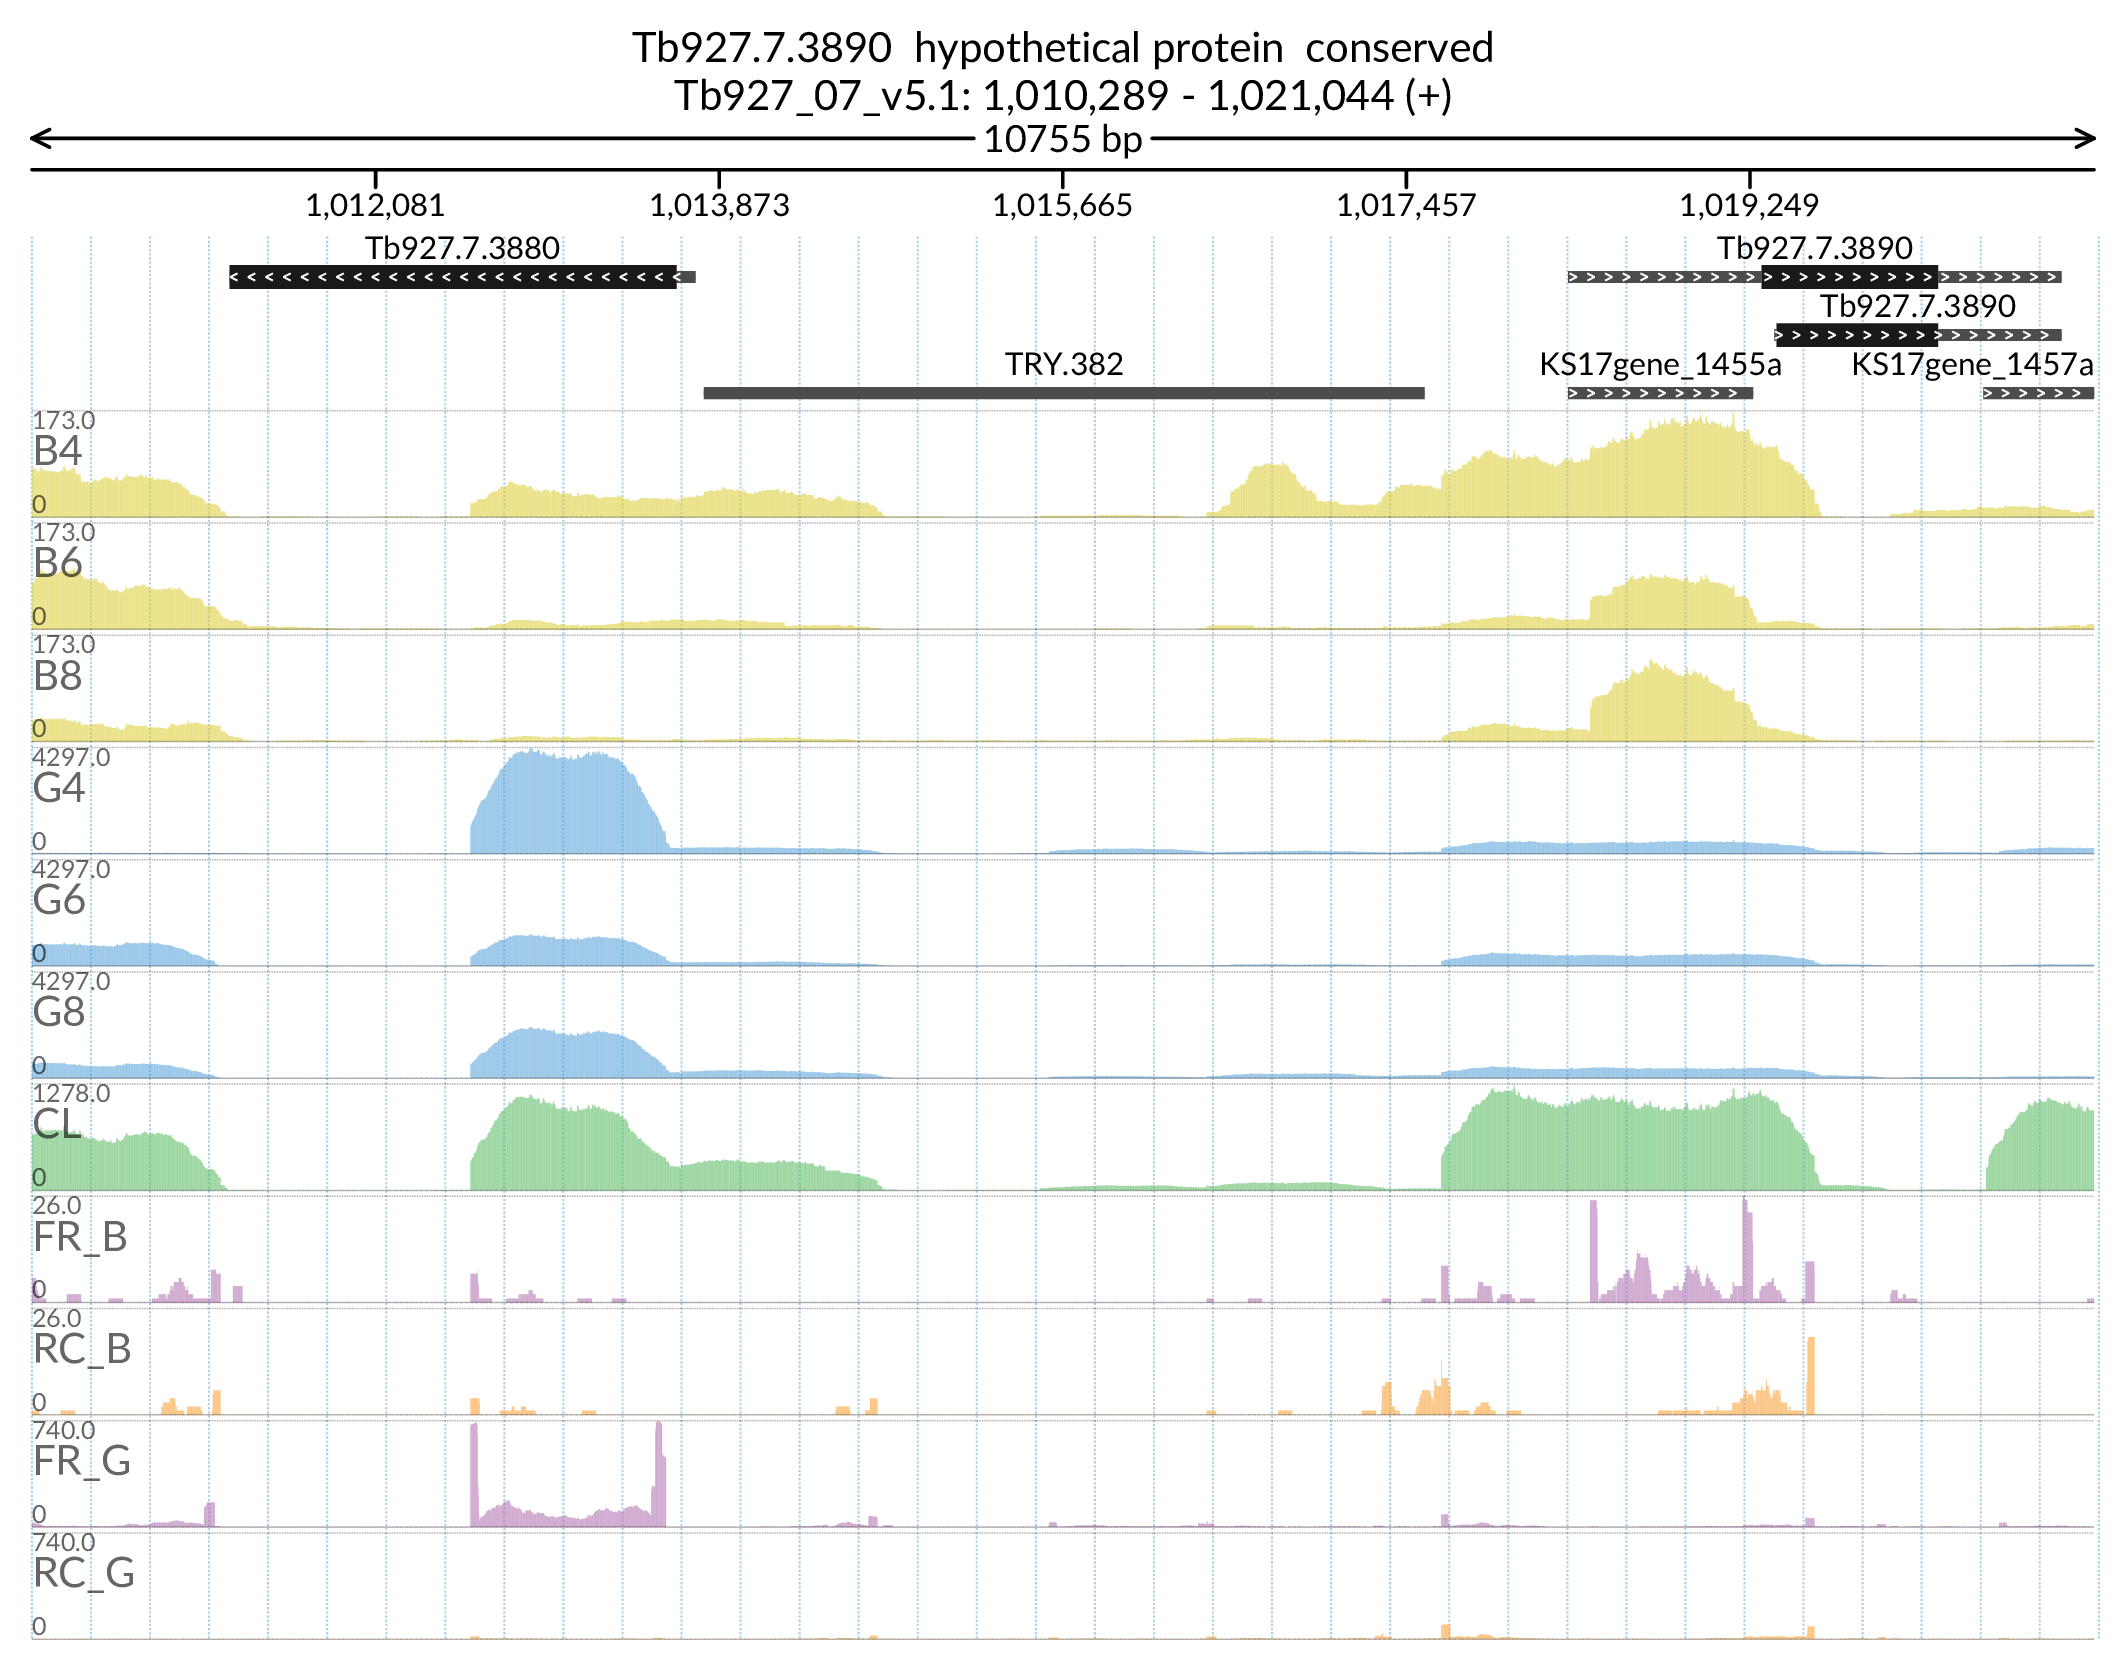 Tb927.7.3890 hypothetical protein conserved
Tb927_07_v5.1: 1,010,289 - 1,021,044 (+)
10755 bp
1,012,081 1,013,873 1,015,665 1,017,457 1,019,249
Tb927.7.3880 Tb927.7.3890
Tb927.7.3890
TRY.382 KS17gene_1455a KS17gene_1457a
173.0
B4
0
173.0
B6
0
173.0
B8
0
4297.0
G4
0
4297.0
G6
0
4297.0
G8
0
1278.0
CL
0
26.0
FR_B
0
26.0
RC_B
0
740.0
FR_G
0
740.0
RC_G
0